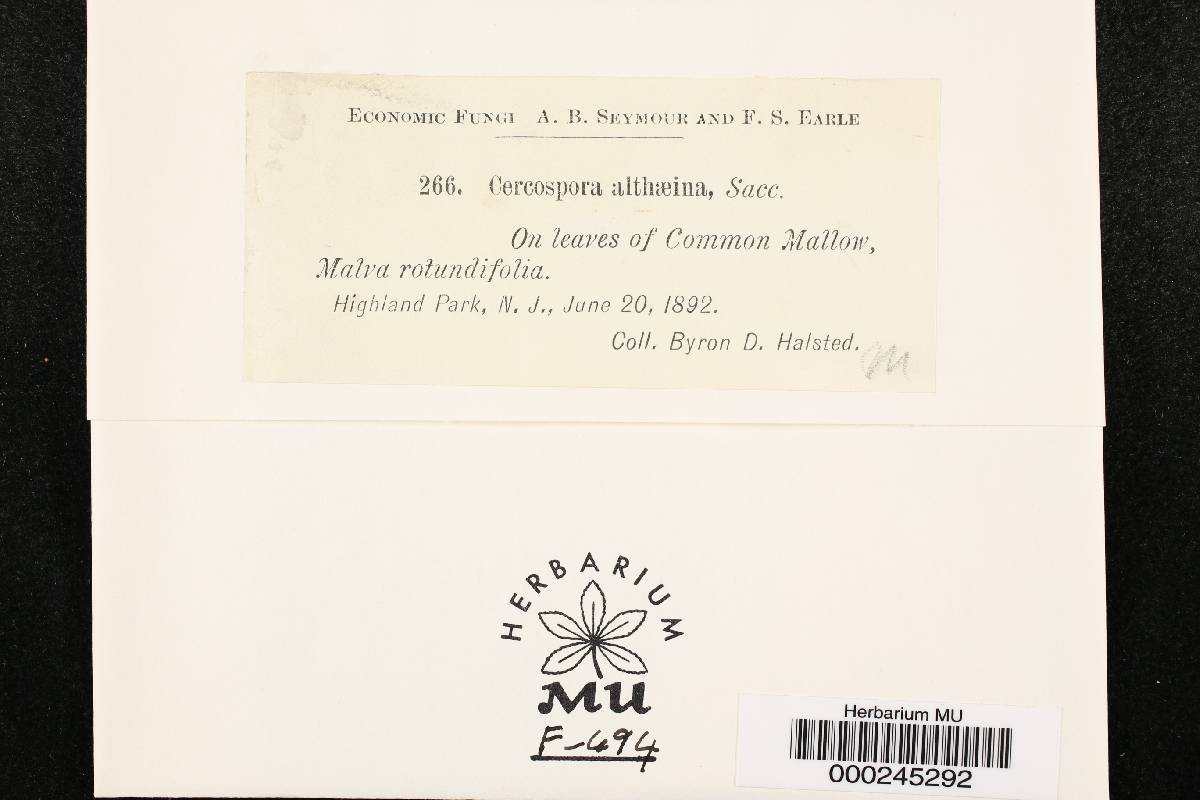 Economic Fungi A. B. Seymour and F. S. Earle
266. Cercospora althæina, Sacc.
On leaves of Common Mallow,
Malva rotundifolia.
Highland Park, N. J., June 20, 1892.
Coll. Byron D. Halsted.
M
HERBARIUM
MU
F-494
Herbarium MU
000245292